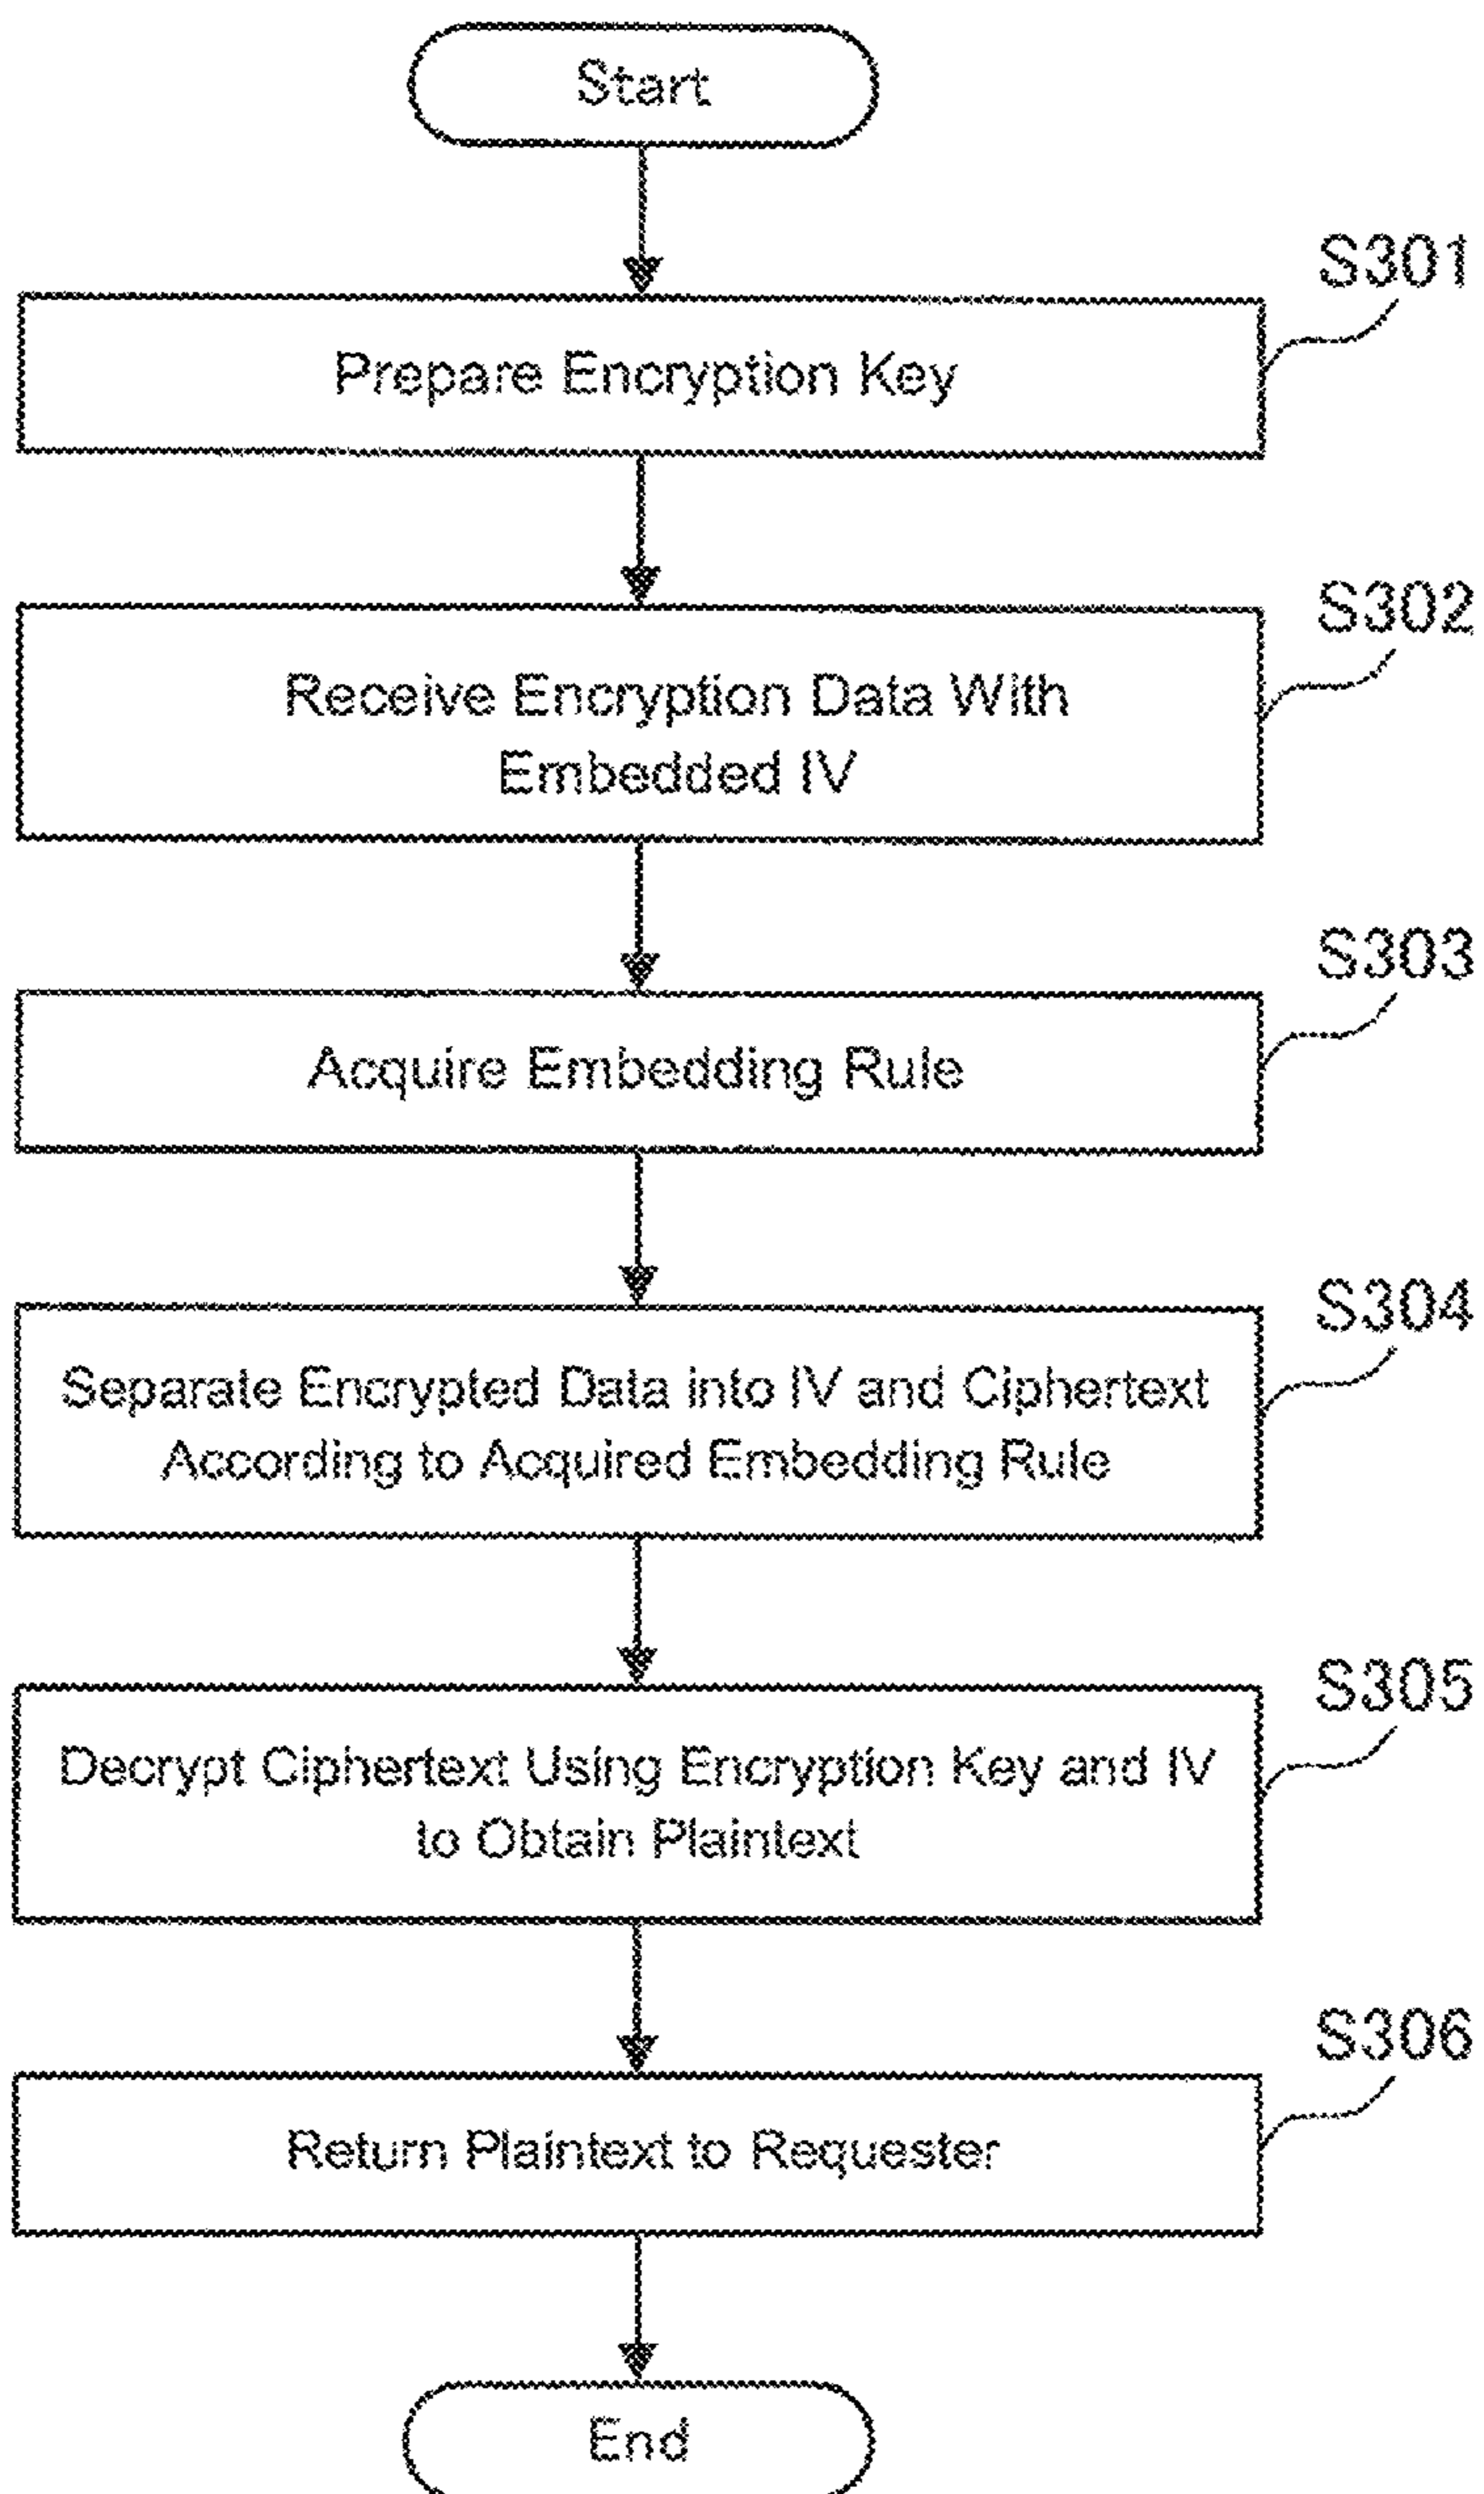 Start
S301
Prepare Encryption Key
S302
Receive Encryption Data With
Embedded IV
S303
Acquire Embedding Rule
S304
Separate Encrypted Data into IV and Ciphertext
According to Acquired Embedding Rule
S305
Decrypt Ciphertext Using Encryption Key and IV
to Obtain Plaintext
S306
Return Plaintext to Requester
End